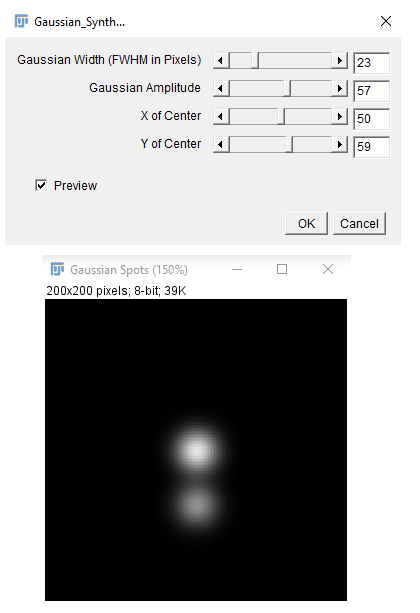 Gaussian_Synth...
Gaussian Width (FWHM in Pixels) 23
Gaussian Amplitude 57
X of Center 50
Y of Center 59
Preview
OK Cancel
Gaussian Spots (150%)
200x200 pixels; 8-bit; 39K